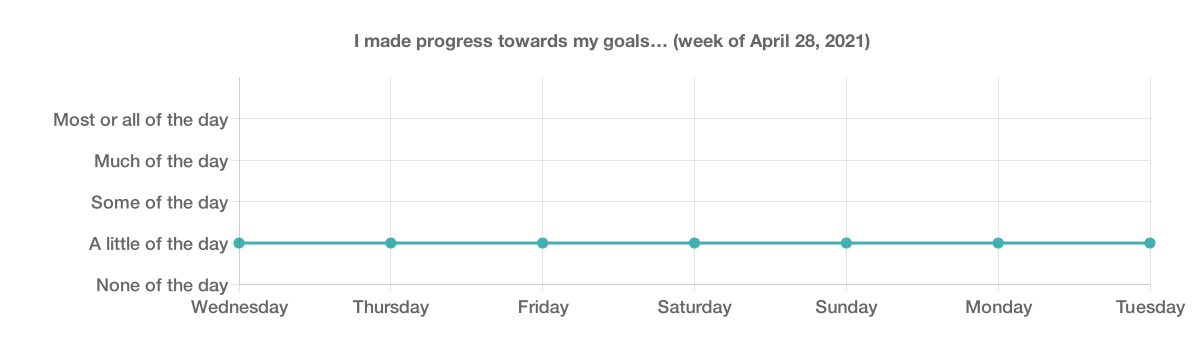 I made progress towards my goals… (week of April 28, 2021)
Most or all of the day
Much of the day
Some of the day
A little of the day
None of the day
Wednesday Thursday Friday Saturday Sunday Monday Tuesday